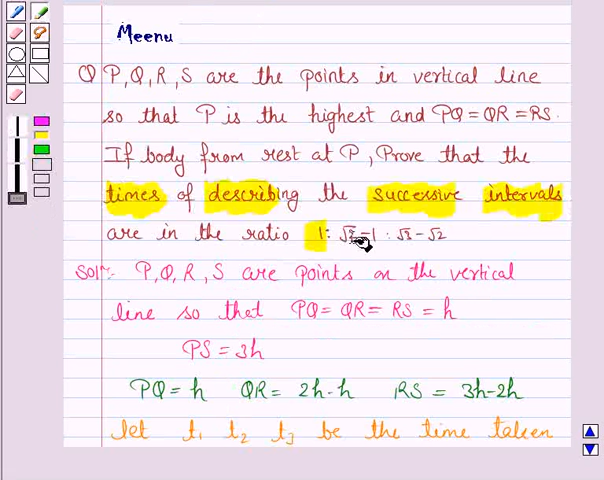 Meenu
Q P, Q, R, S are the points in vertical line
so that P is the highest and PQ = QR = RS.
If body from rest at P, Prove that the
times of describing the successive intervals
are in the ratio 1: √2-1 : √3-√2
Solⁿ:- P, Q, R, S are points on the vertical
line so that PQ = QR = RS = h
PS = 3h
PQ = h QR = 2h-h RS = 3h-2h
let t₁ t₂ t₃ be the time taken